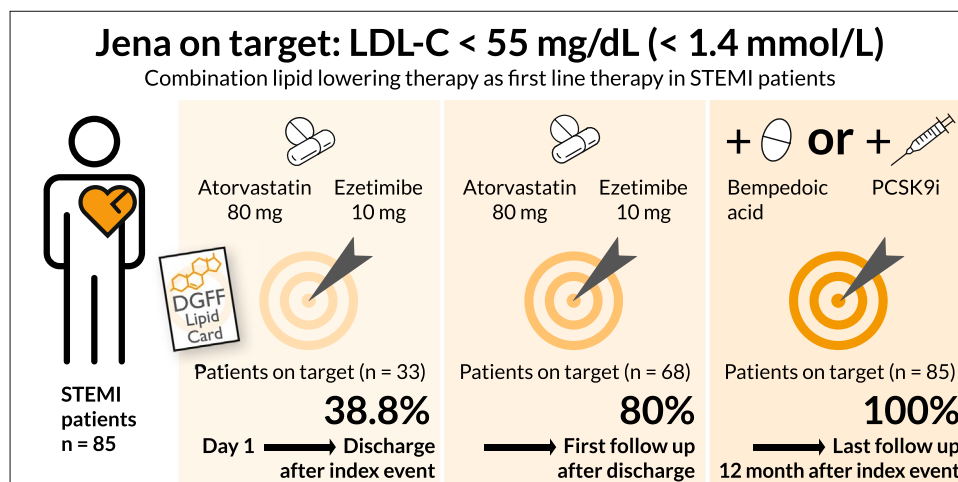 Jena on target: LDL-C < 55 mg/dL (< 1.4 mmol/L)
Combination lipid lowering therapy as first line therapy in STEMI patients
STEMI
patients
n = 85
DGFF
Lipid
Card
Atorvastatin
80 mg
Ezetimibe
10 mg
Patients on target (n = 33)
38.8%
Day 1 Discharge
after index event
Atorvastatin
80 mg
Ezetimibe
10 mg
Patients on target (n = 68)
80%
First follow up
after discharge
+ or +
Bempedoic
acid
PCSK9i
Patients on target (n = 85)
100%
Last follow up
12 month after index event